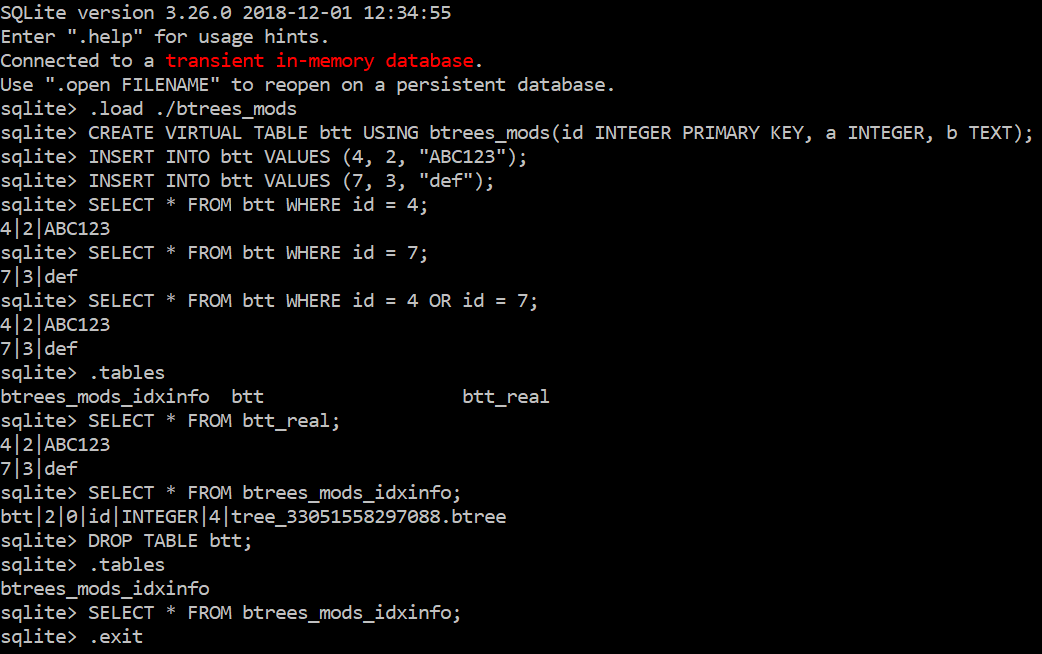 SQLite version 3.26.0 2018-12-01 12:34:55
Enter ".help" for usage hints.
Connected to a transient in-memory database.
Use ".open FILENAME" to reopen on a persistent database.
sqlite> .load ./btrees_mods
sqlite> CREATE VIRTUAL TABLE btt USING btrees_mods(id INTEGER PRIMARY KEY, a INTEGER, b TEXT);
sqlite> INSERT INTO btt VALUES (4, 2, "ABC123");
sqlite> INSERT INTO btt VALUES (7, 3, "def");
sqlite> SELECT * FROM btt WHERE id = 4;
4|2|ABC123
sqlite> SELECT * FROM btt WHERE id = 7;
7|3|def
sqlite> SELECT * FROM btt WHERE id = 4 OR id = 7;
4|2|ABC123
7|3|def
sqlite> .tables
btrees_mods_idxinfo  btt                  btt_real
sqlite> SELECT * FROM btt_real;
4|2|ABC123
7|3|def
sqlite> SELECT * FROM btrees_mods_idxinfo;
btt|2|0|id|INTEGER|4|tree_33051558297088.btree
sqlite> DROP TABLE btt;
sqlite> .tables
btrees_mods_idxinfo
sqlite> SELECT * FROM btrees_mods_idxinfo;
sqlite> .exit